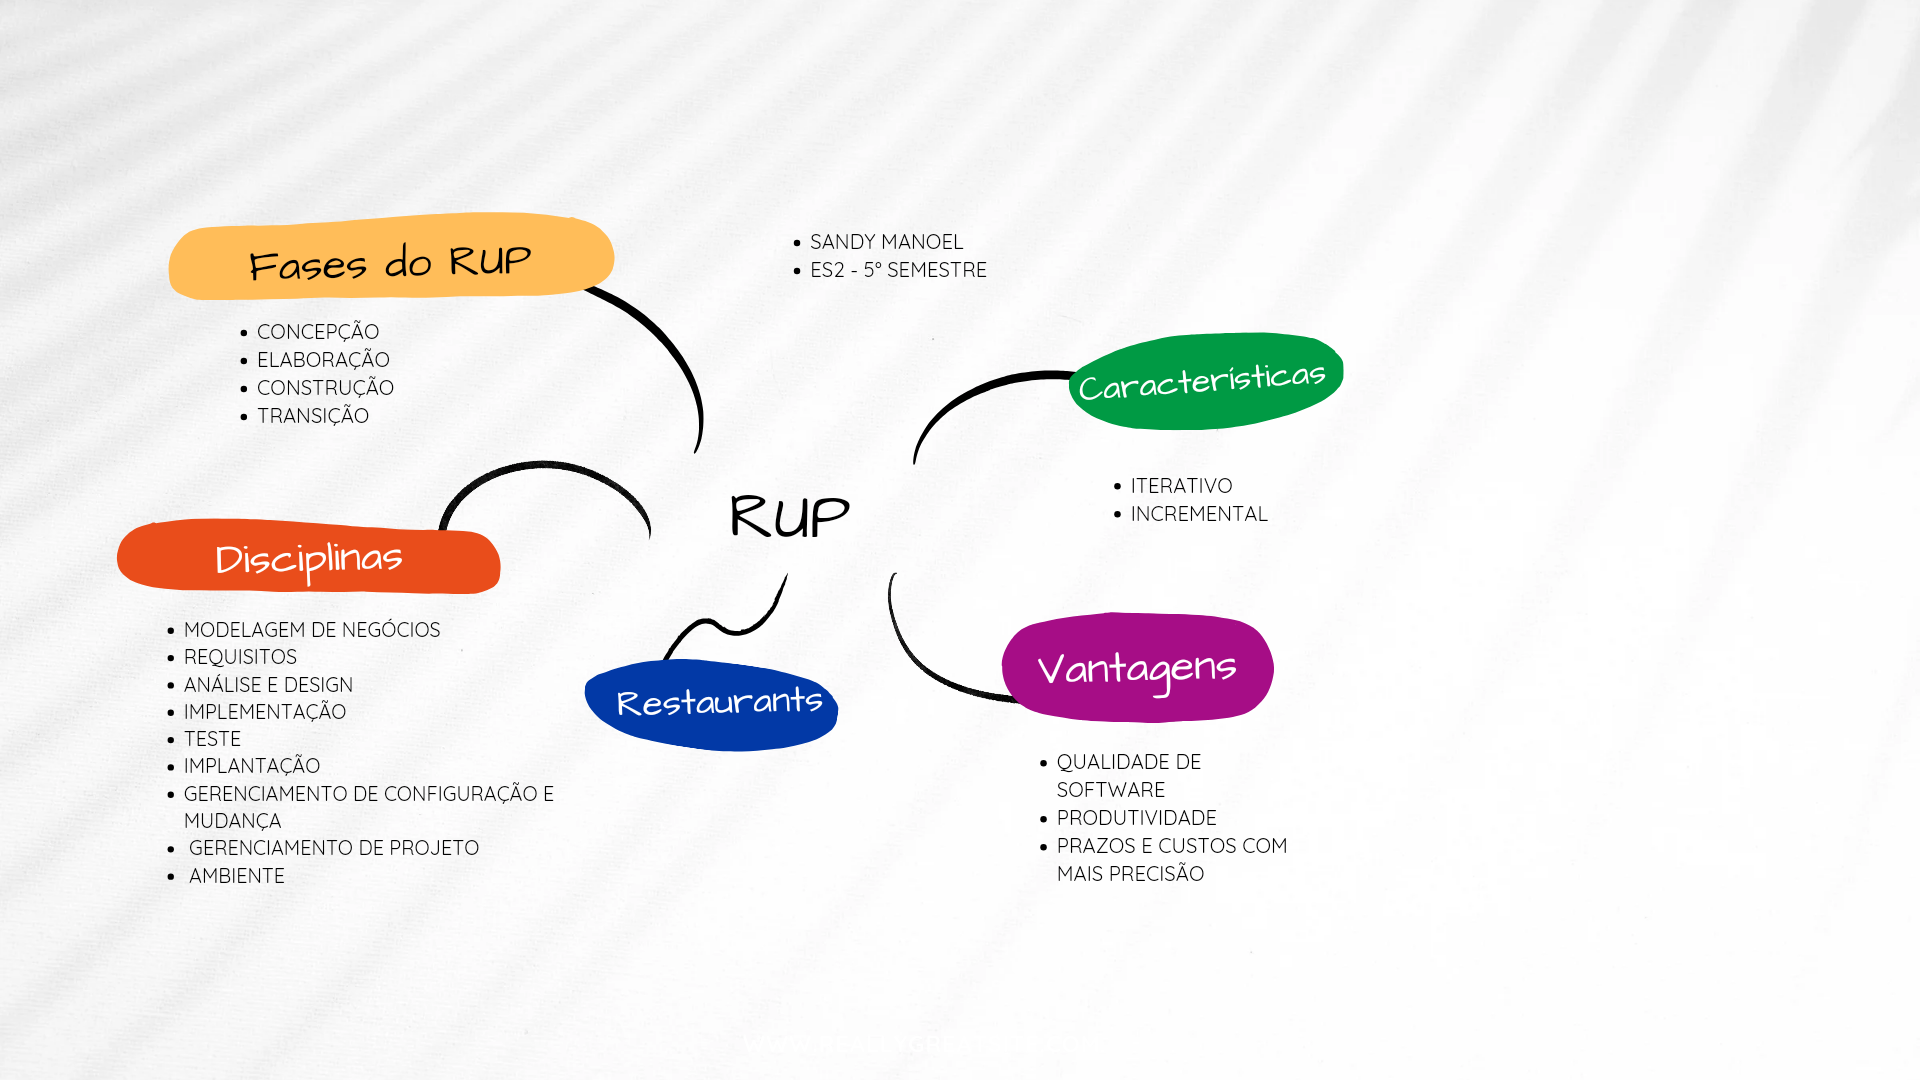 Fases do RUP
CONCEPÇÃO
ELABORAÇÃO
CONSTRUÇÃO
TRANSIÇÃO
SANDY MANOEL
ES2 - 5° SEMESTRE
Características
ITERATIVO
INCREMENTAL
RUP
Disciplinas
MODELAGEM DE NEGÓCIOS
REQUISITOS
ANÁLISE E DESIGN
IMPLEMENTAÇÃO
TESTE
IMPLANTAÇÃO
GERENCIAMENTO DE CONFIGURAÇÃO E
MUDANÇA
GERENCIAMENTO DE PROJETO
AMBIENTE
Restaurants
Vantagens
QUALIDADE DE
SOFTWARE
PRODUTIVIDADE
PRAZOS E CUSTOS COM
MAIS PRECISÃO